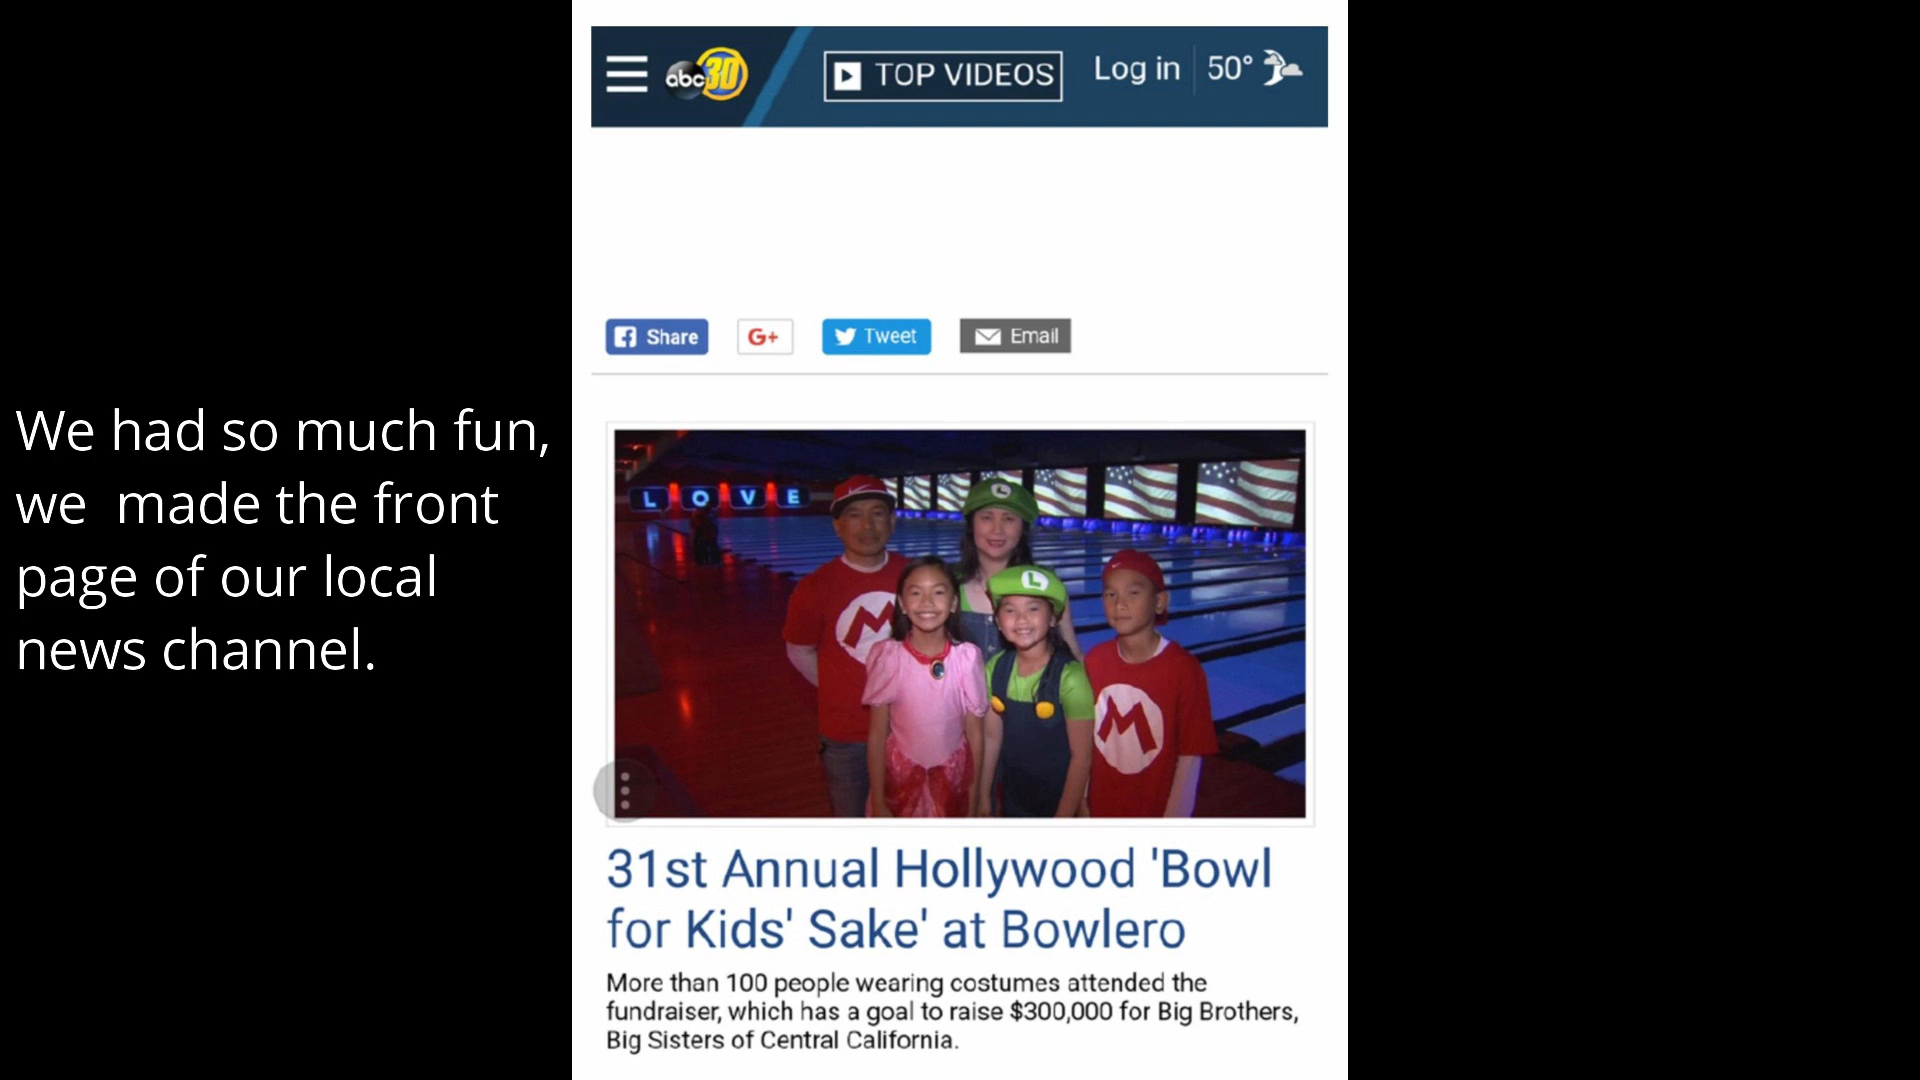 abc 30
TOP VIDEOS
Log in
50°
Share
G+
Tweet
Email
We had so much fun,
we made the front
page of our local
news channel.
L O V E
L
L
M
M
31st Annual Hollywood 'Bowl
for Kids' Sake' at Bowlero
More than 100 people wearing costumes attended the
fundraiser, which has a goal to raise $300,000 for Big Brothers,
Big Sisters of Central California.